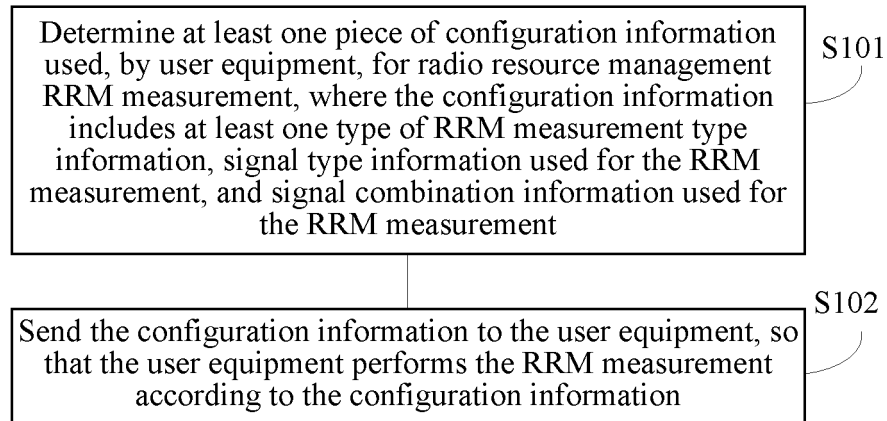 Determine at least one piece of configuration information
used, by user equipment, for radio resource management
RRM measurement, where the configuration information
includes at least one type of RRM measurement type
information, signal type information used for the RRM
measurement, and signal combination information used for
the RRM measurement
S101
Send the configuration information to the user equipment, so
that the user equipment performs the RRM measurement
according to the configuration information
S102